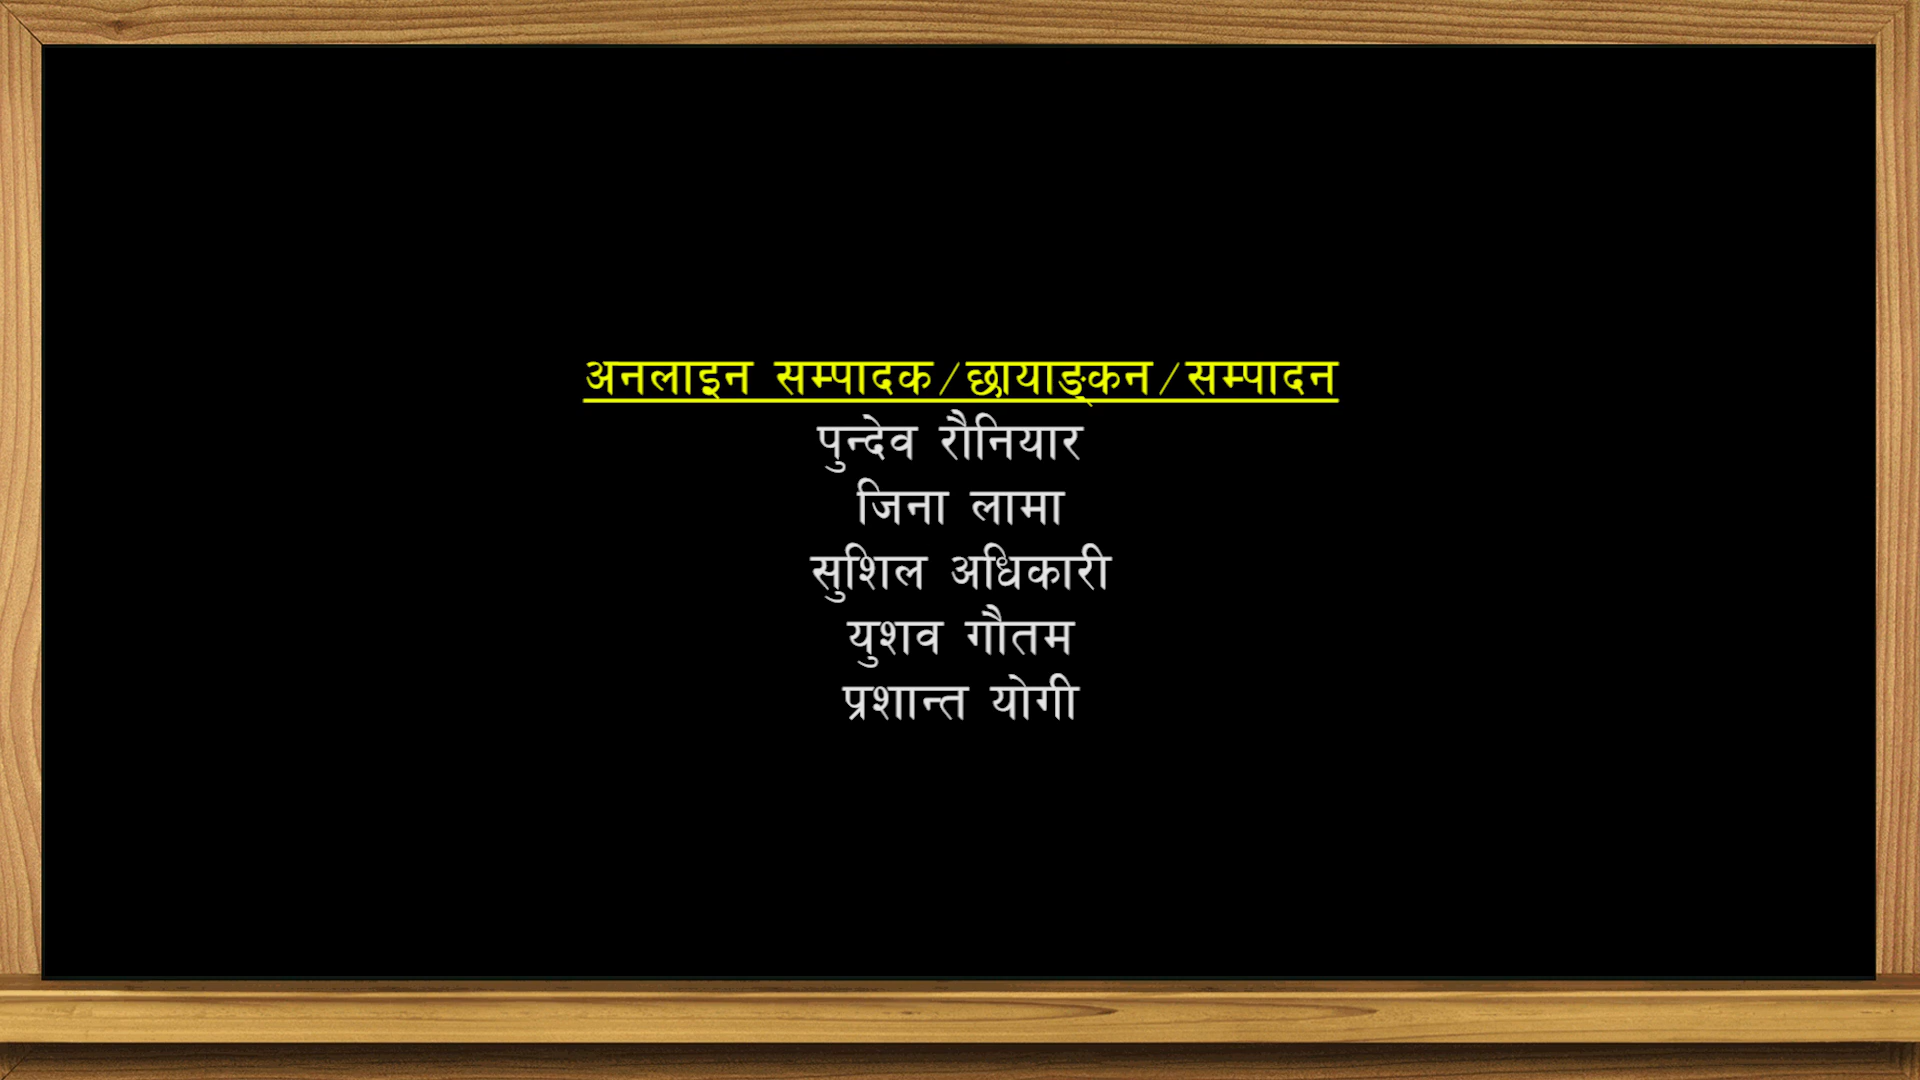 अनलाइन सम्पादक/छायाङ्कन/सम्पादन
पुन्देव रौनियार
जिना लामा
सुशिल अधिकारी
युशव गौतम
प्रशान्त योगी